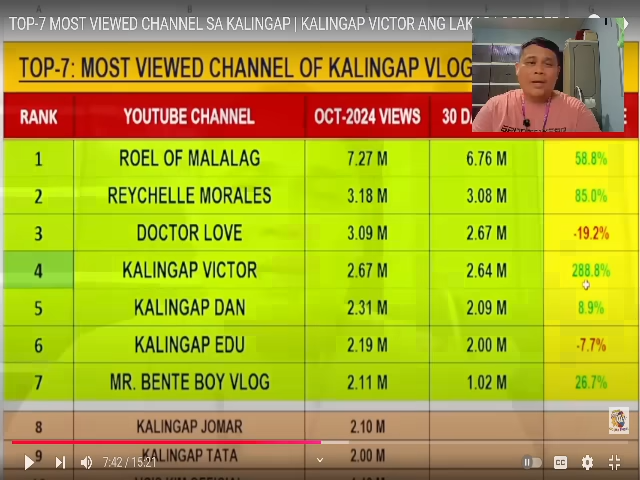 TOP-7 MOST VIEWED CHANNEL SA KALINGAP | KALINGAP VICTOR ANG LAK
TOP-7: MOST VIEWED CHANNEL OF KALINGAP VLOG
RANK YOUTUBE CHANNEL OCT-2024 VIEWS 30 DA
1 ROEL OF MALALAG 7.27 M 6.76 M 58.8%
2 REYCHELLE MORALES 3.18 M 3.08 M 85.0%
3 DOCTOR LOVE 3.09 M 2.67 M -19.2%
4 KALINGAP VICTOR 2.67 M 2.64 M 288.8%
5 KALINGAP DAN 2.31 M 2.09 M 8.9%
6 KALINGAP EDU 2.19 M 2.00 M -7.7%
7 MR. BENTE BOY VLOG 2.11 M 1.02 M 26.7%
8 KALINGAP JOMAR 2.10 M
9 KALINGAP TATA 2.00 M
7:42 / 15:21 CC